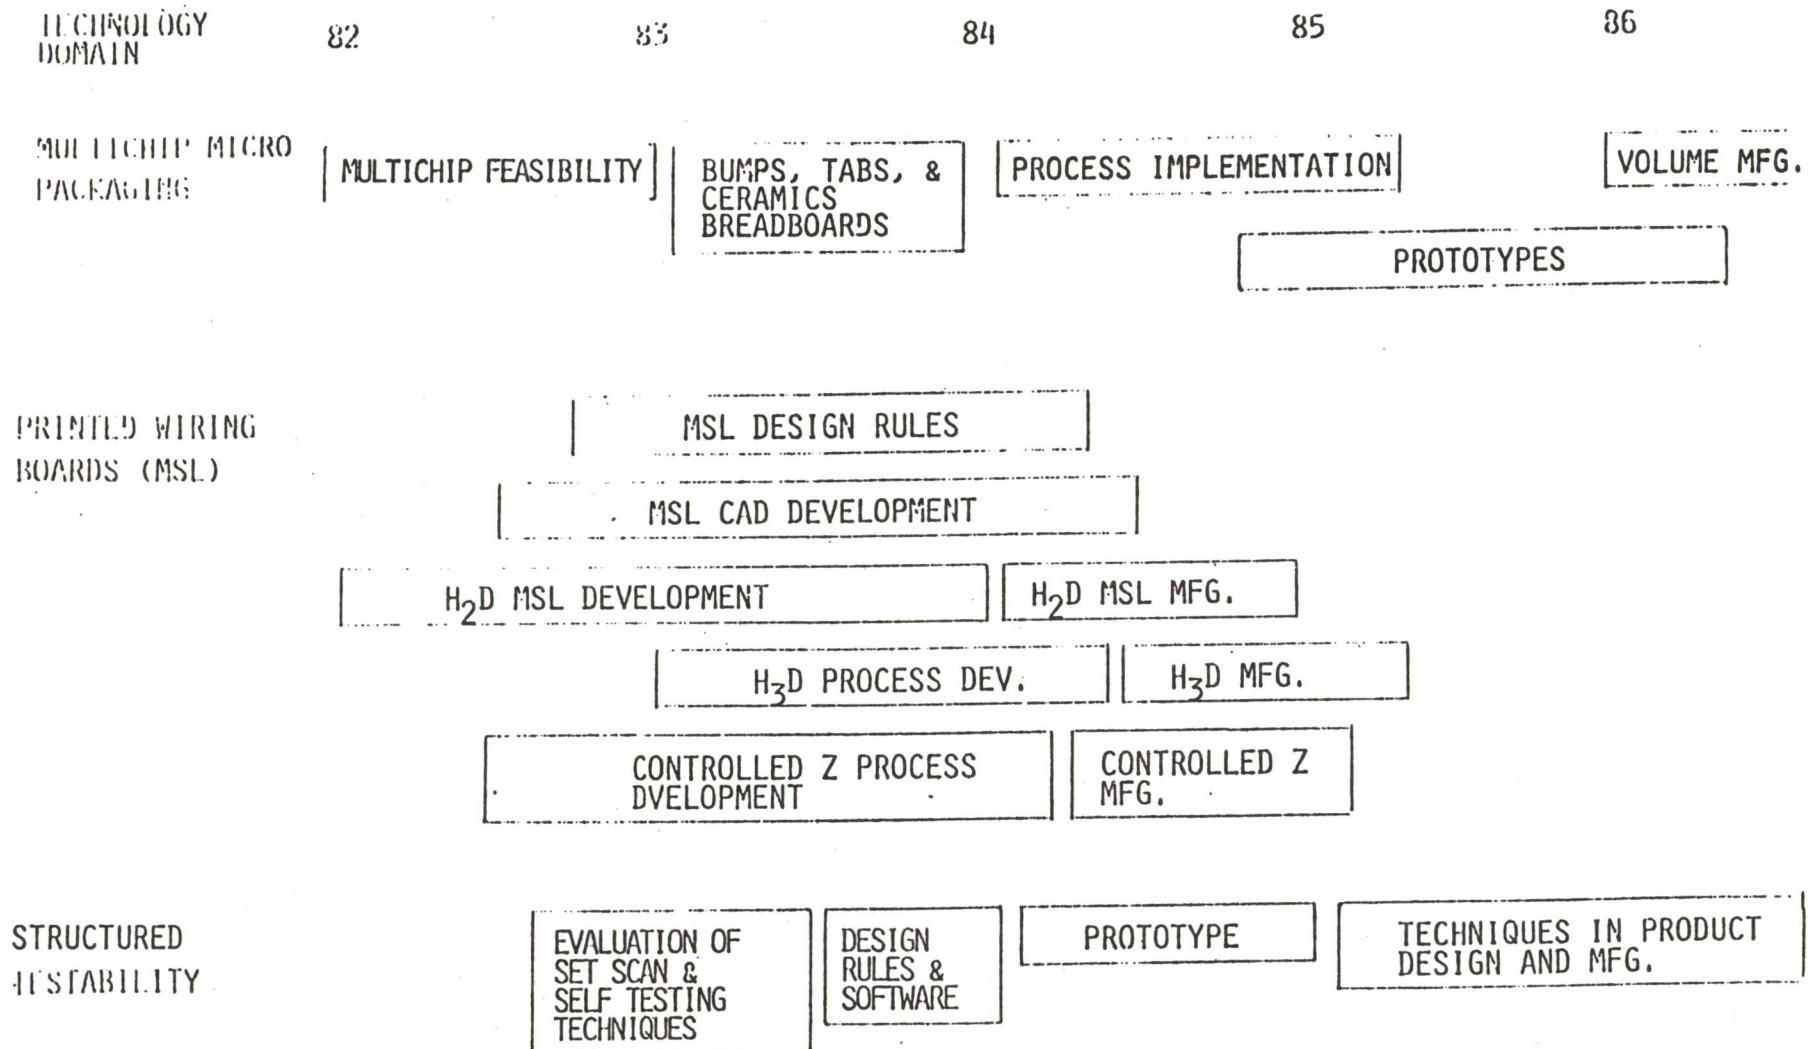 TECHNOLOGY
DOMAIN
82 83 84 85 86
MULTICHIP MICRO
PACKAGING
MULTICHIP FEASIBILITY
BUMPS, TABS, &
CERAMICS
BREADBOARDS
PROCESS IMPLEMENTATION
VOLUME MFG.
PROTOTYPES
PRINTED WIRING
BOARDS (MSL)
MSL DESIGN RULES
MSL CAD DEVELOPMENT
H2D MSL DEVELOPMENT
H2D MSL MFG.
H3D PROCESS DEV.
H3D MFG.
CONTROLLED Z PROCESS
DVELOPMENT
CONTROLLED Z
MFG.
STRUCTURED
TESTABILITY
EVALUATION OF
SET SCAN &
SELF TESTING
TECHNIQUES
DESIGN
RULES &
SOFTWARE
PROTOTYPE
TECHNIQUES IN PRODUCT
DESIGN AND MFG.